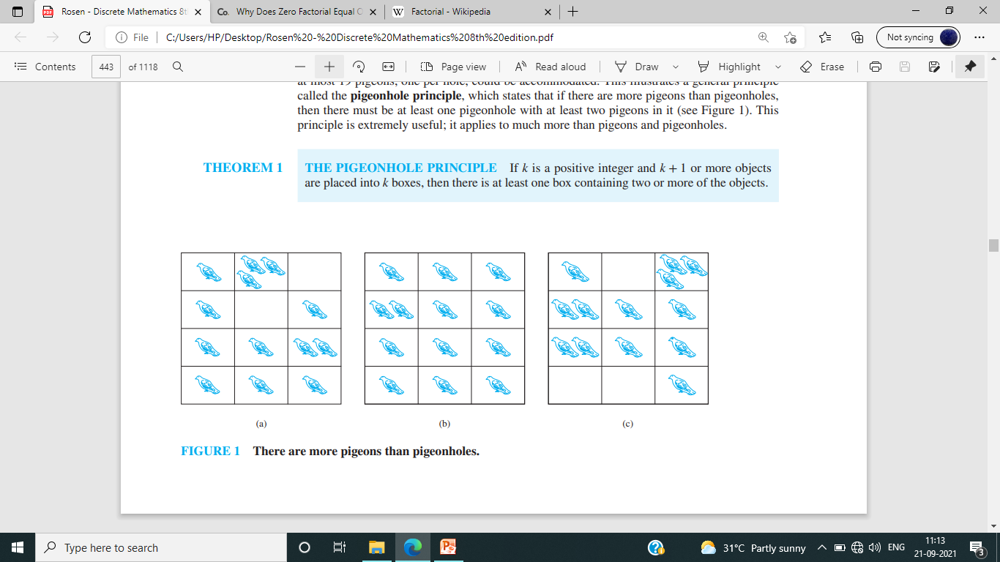 Rosen - Discrete Mathematics 8t
Co. Why Does Zero Factorial Equal O
W Factorial - Wikipedia
File C:/Users/HP/Desktop/Rosen%20-%20Discrete%20Mathematics%208th%20edition.pdf
Not syncing
Contents 443 of 1118 Page view Read aloud Draw Highlight Erase
at most 19 pigeons, one per hole, could be accommodated. This illustrates a general principle
called the pigeonhole principle, which states that if there are more pigeons than pigeonholes,
then there must be at least one pigeonhole with at least two pigeons in it (see Figure 1). This
principle is extremely useful; it applies to much more than pigeons and pigeonholes.
THEOREM 1 THE PIGEONHOLE PRINCIPLE If k is a positive integer and k + 1 or more objects
are placed into k boxes, then there is at least one box containing two or more of the objects.
(a) (b) (c)
FIGURE 1 There are more pigeons than pigeonholes.
Type here to search
31°C Partly sunny
ENG
11:13
21-09-2021
3